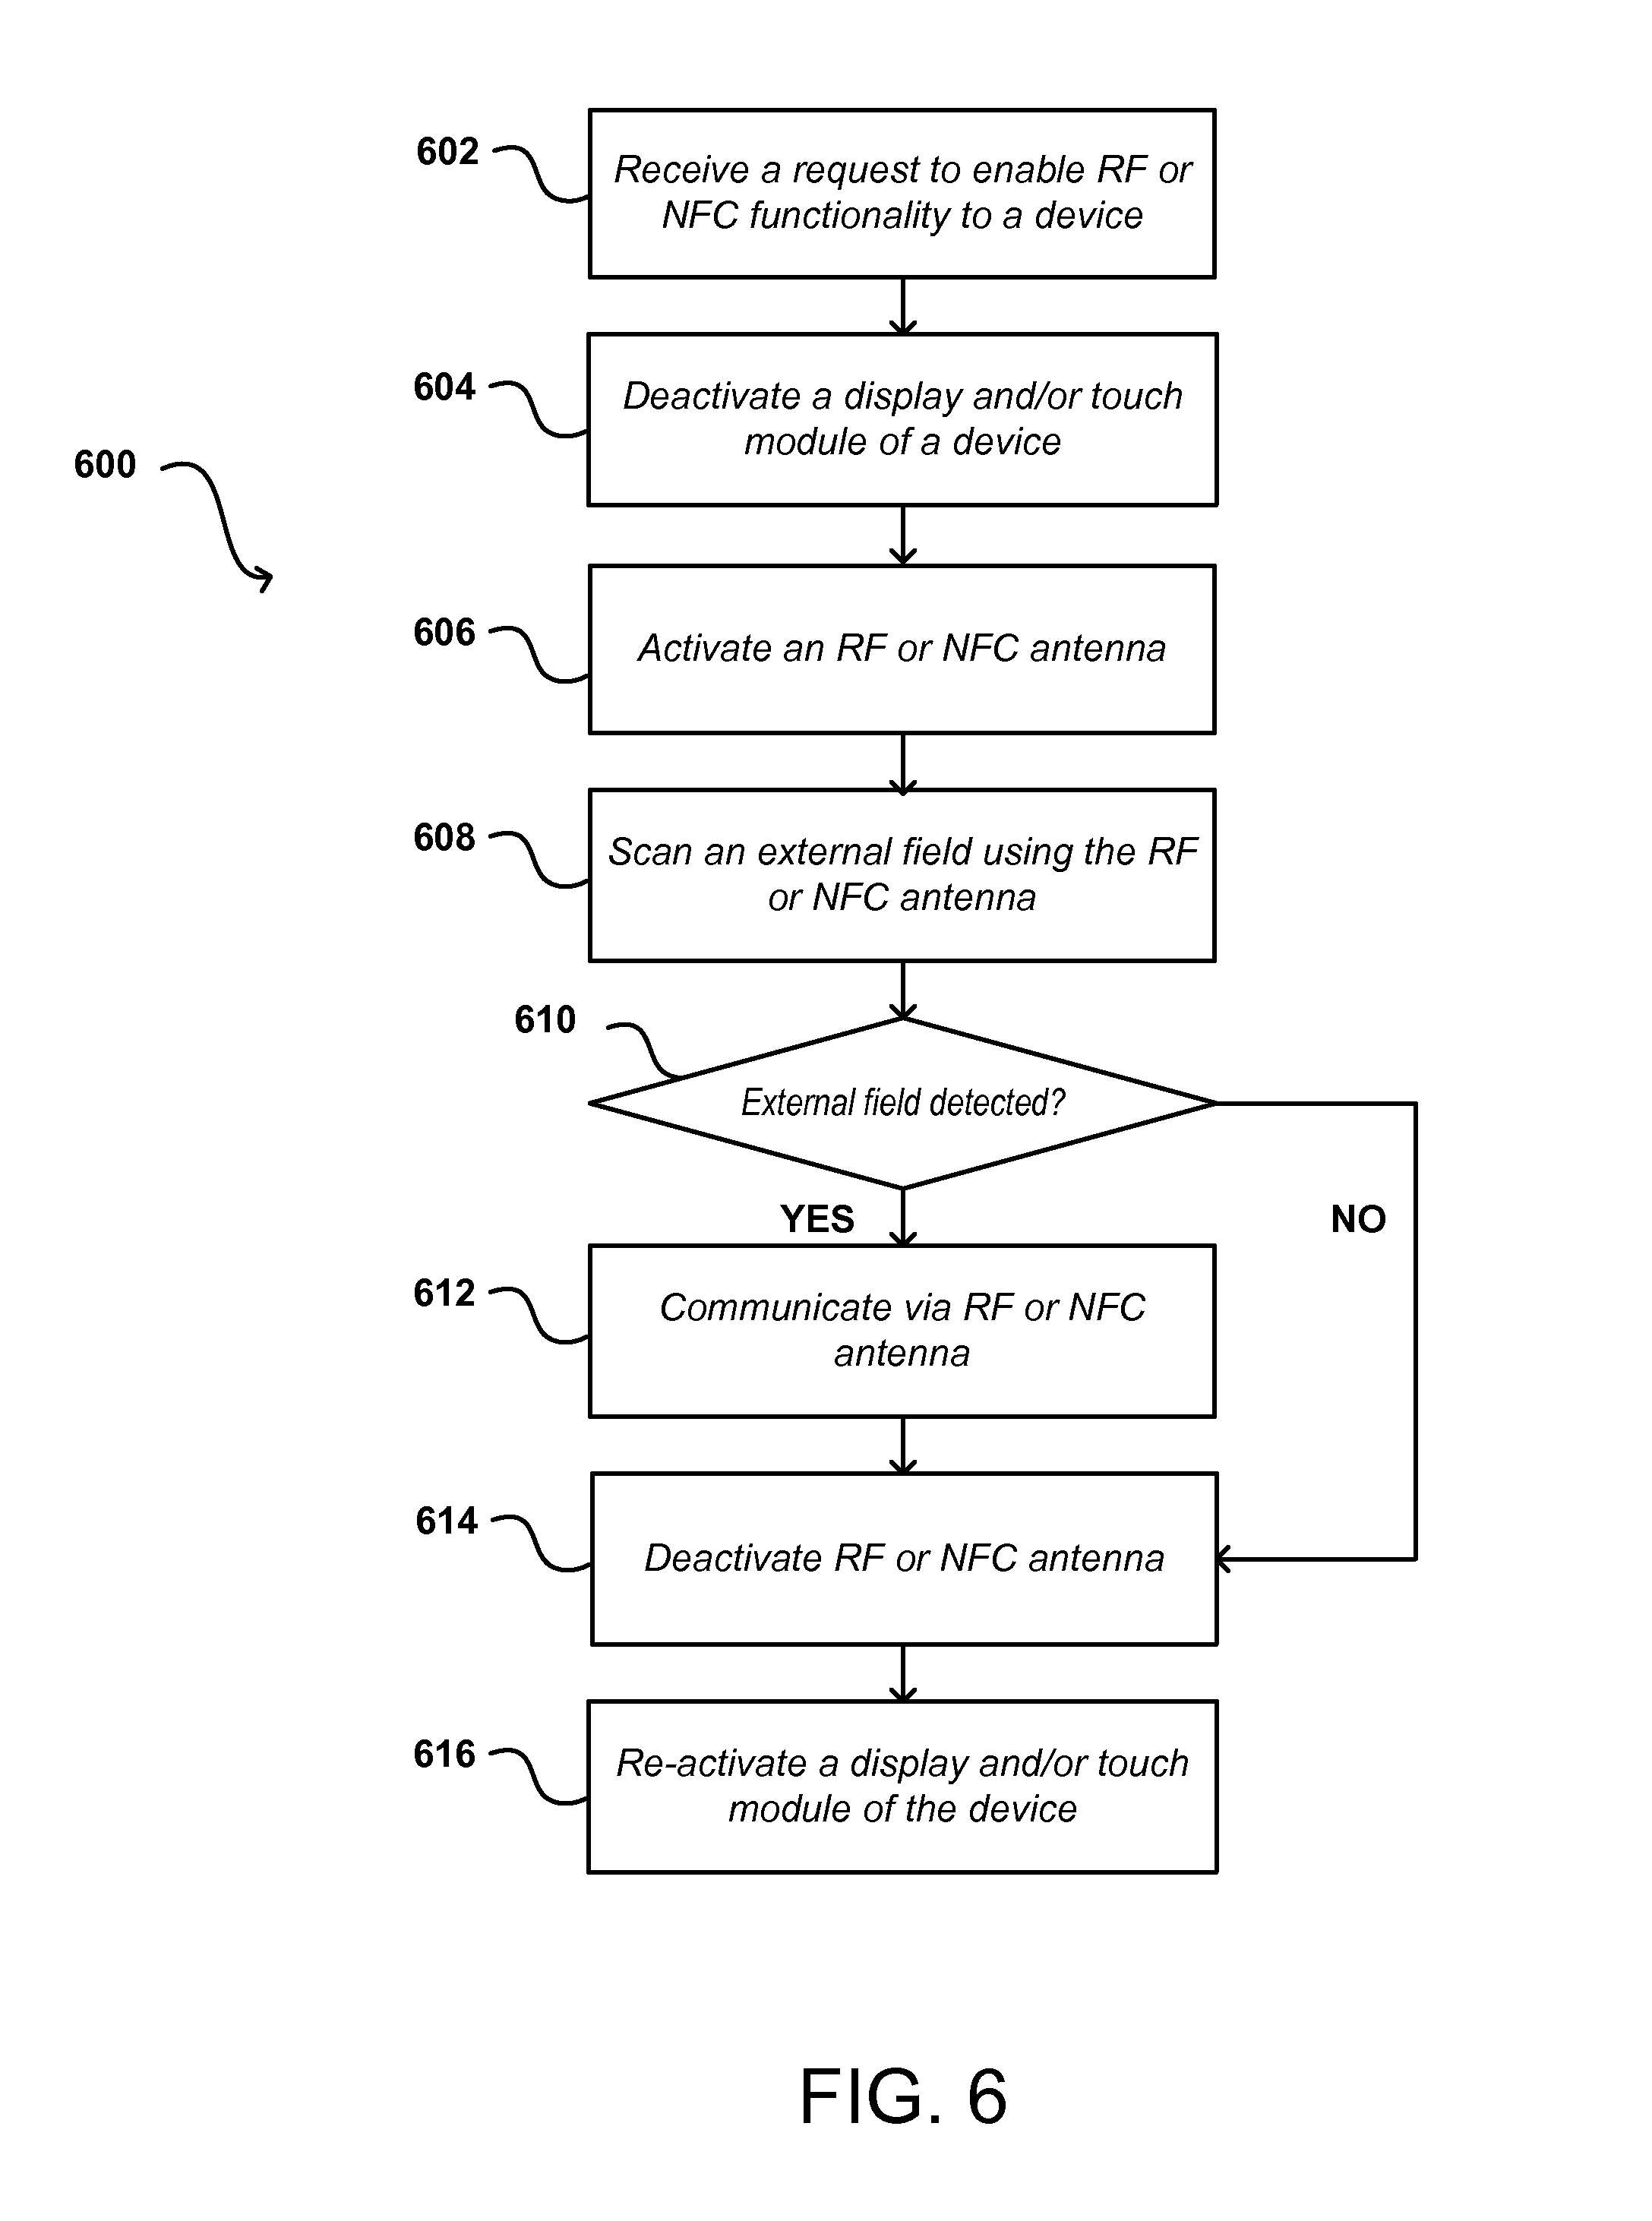 602
Receive a request to enable RF or
NFC functionality to a device
604
Deactivate a display and/or touch
module of a device
600
606
Activate an RF or NFC antenna
608
Scan an external field using the RF
or NFC antenna
610
External field detected?
YES
NO
612
Communicate via RF or NFC
antenna
614
Deactivate RF or NFC antenna
616
Re-activate a display and/or touch
module of the device
FIG. 6